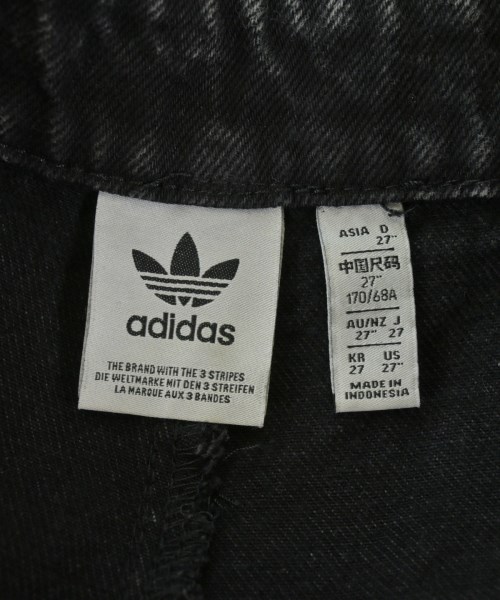 adidas
THE BRAND WITH THE 3 STRIPES
DIE WELTMARKE MIT DEN 3 STREIFEN
LA MARQUE AUX 3 BANDES
ASIA D
27"
中国尺码
27"
170/68A
AU/NZ J
27" 27
KR US
27 27"
MADE IN
INDONESIA